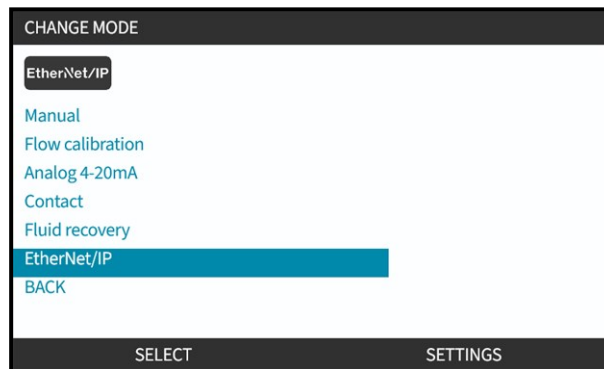 CHANGE MODE
EtherNet/IP
Manual
Flow calibration
Analog 4-20mA
Contact
Fluid recovery
EtherNet/IP
BACK
SELECT SETTINGS